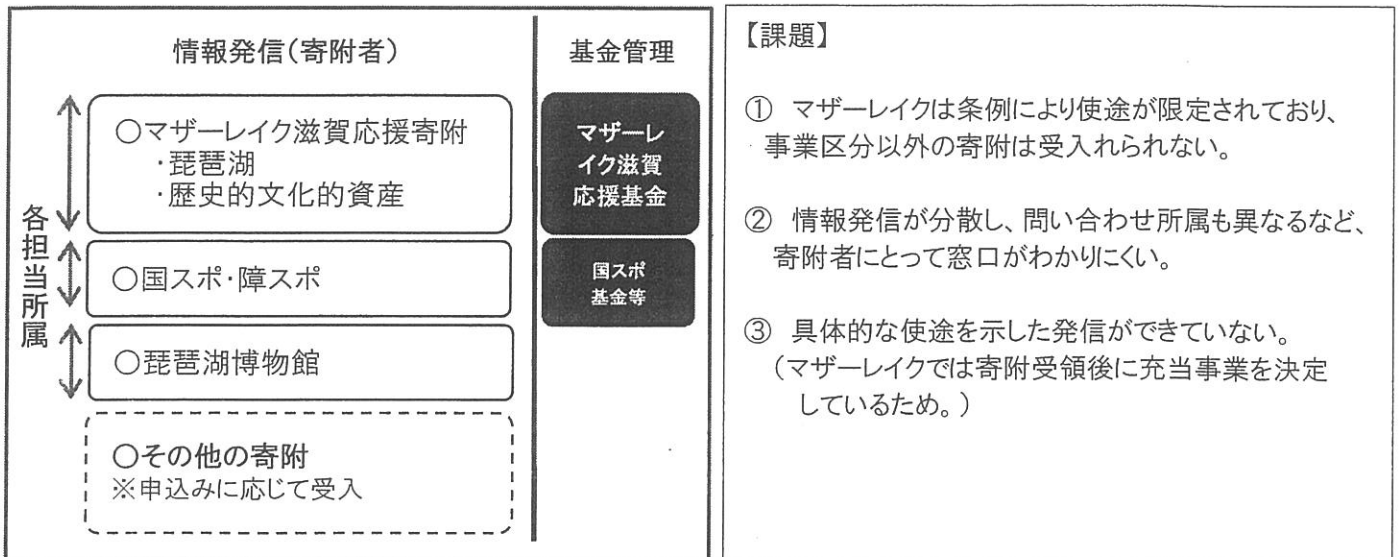 情報発信(寄附者)
基金管理
各担当所属
○マザーレイク滋賀応援寄附
・琵琶湖
・歴史的文化的資産
マザーレ
イク滋賀
応援基金
○国スポ・障スポ
国スポ
基金等
○琵琶湖博物館
○その他の寄附
※申込みに応じて受入
【課題】
① マザーレイクは条例により使途が限定されており、
事業区分以外の寄附は受入れられない。
② 情報発信が分散し、問い合わせ所属も異なるなど、
寄附者にとって窓口がわかりにくい。
③ 具体的な使途を示した発信ができていない。
(マザーレイクでは寄附受領後に充当事業を決定
しているため。)